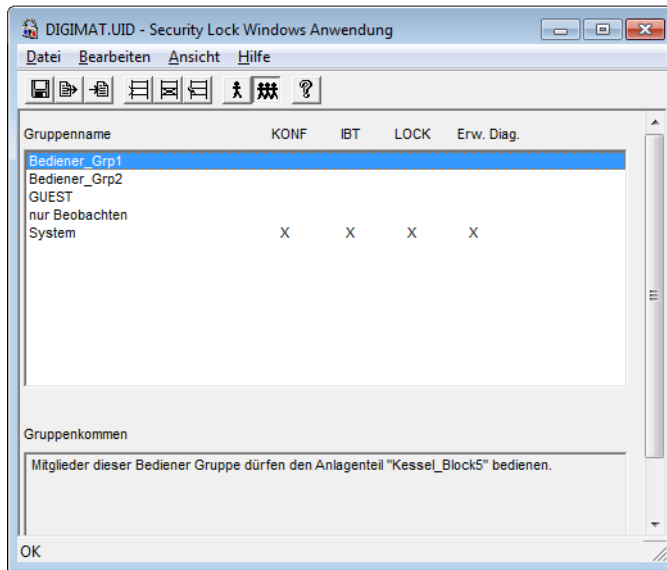 DIGIMAT.UID - Security Lock Windows Anwendung
Datei Bearbeiten Ansicht Hilfe
Gruppenname KONF IBT LOCK Erw. Diag.
Bediener_Grp1
Bediener_Grp2
GUEST
nur Beobachten
System X X X X
Gruppenkommen
Mitglieder dieser Bediener Gruppe dürfen den Anlagenteil "Kessel_Block5" bedienen.
OK